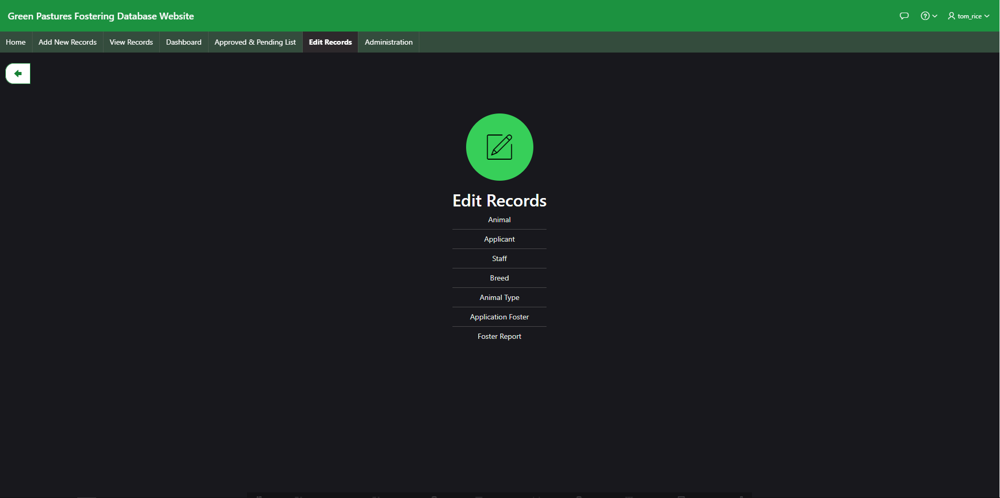 Green Pastures Fostering Database Website
tom_rice
Home Add New Records View Records Dashboard Approved & Pending List Edit Records Administration
Edit Records
Animal
Applicant
Staff
Breed
Animal Type
Application Foster
Foster Report